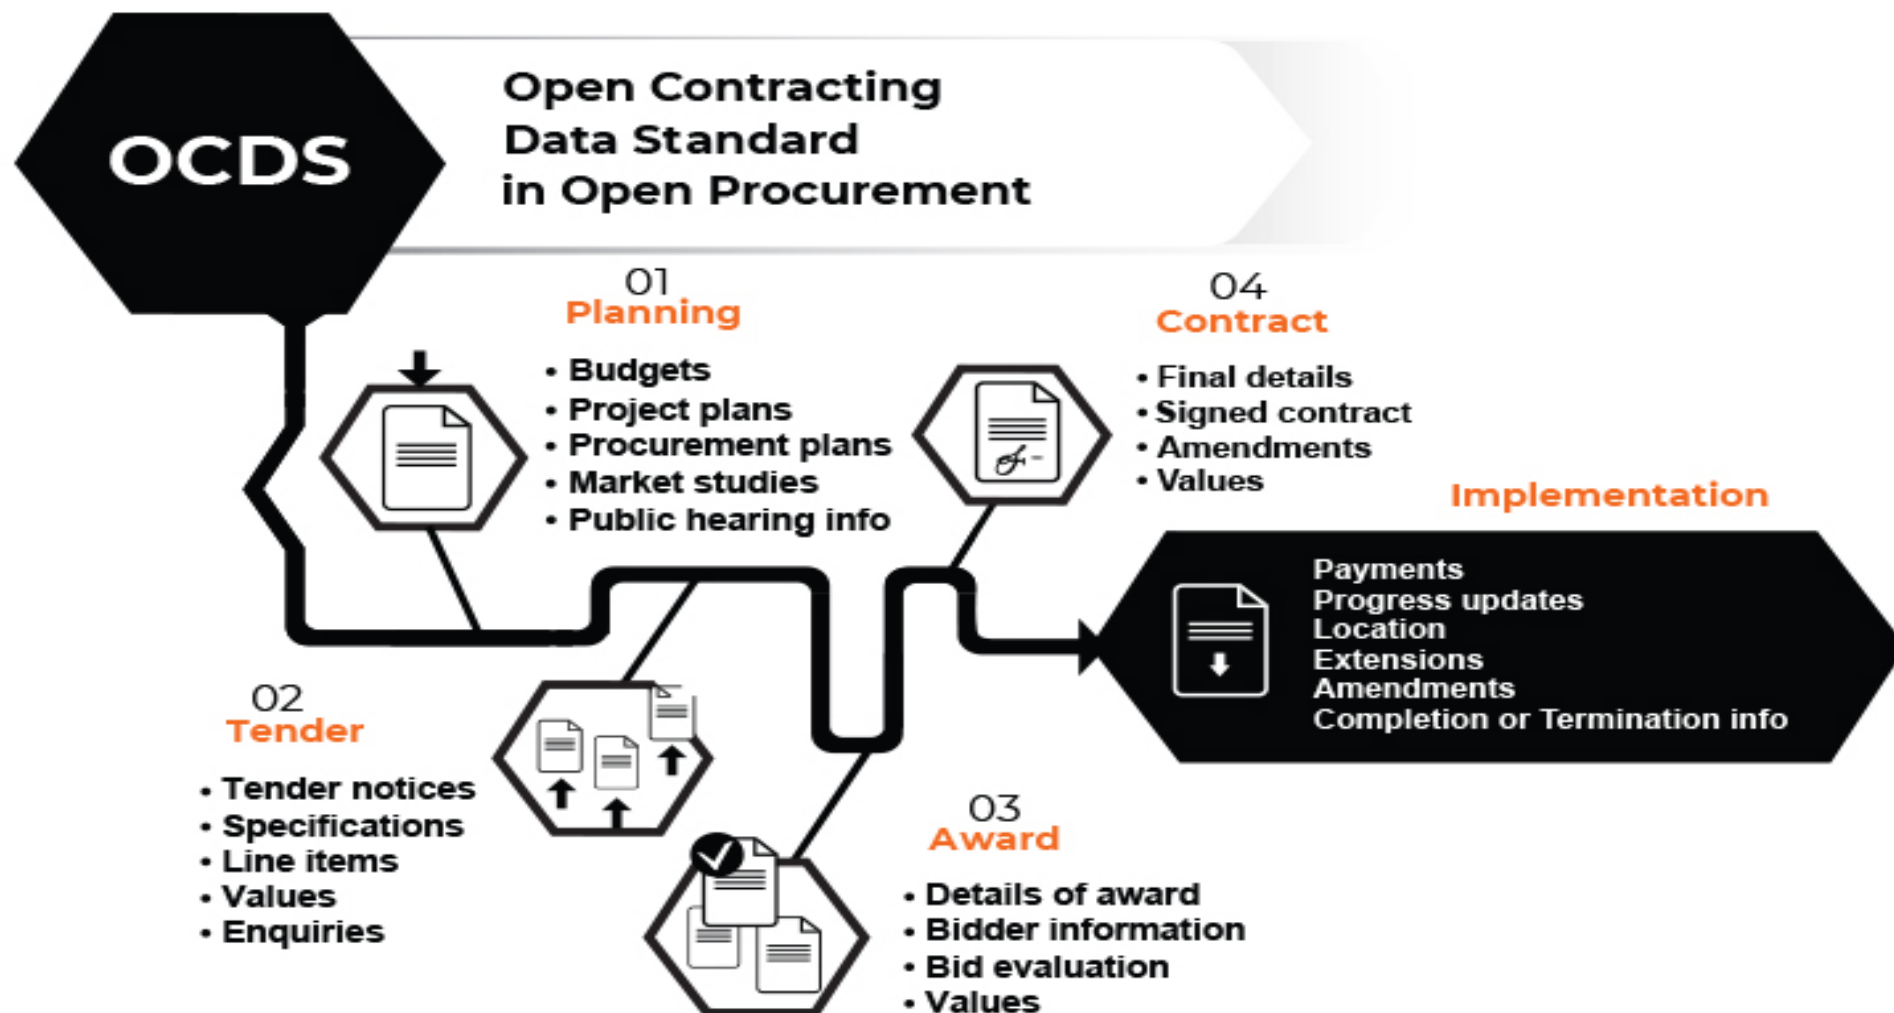 OCDS
Open Contracting
Data Standard
in Open Procurement
01
Planning
• Budgets
• Project plans
• Procurement plans
• Market studies
• Public hearing info
04
Contract
• Final details
• Signed contract
• Amendments
• Values
Implementation
Payments
Progress updates
Location
Extensions
Amendments
Completion or Termination info
02
Tender
• Tender notices
• Specifications
• Line items
• Values
• Enquiries
03
Award
• Details of award
• Bidder information
• Bid evaluation
• Values